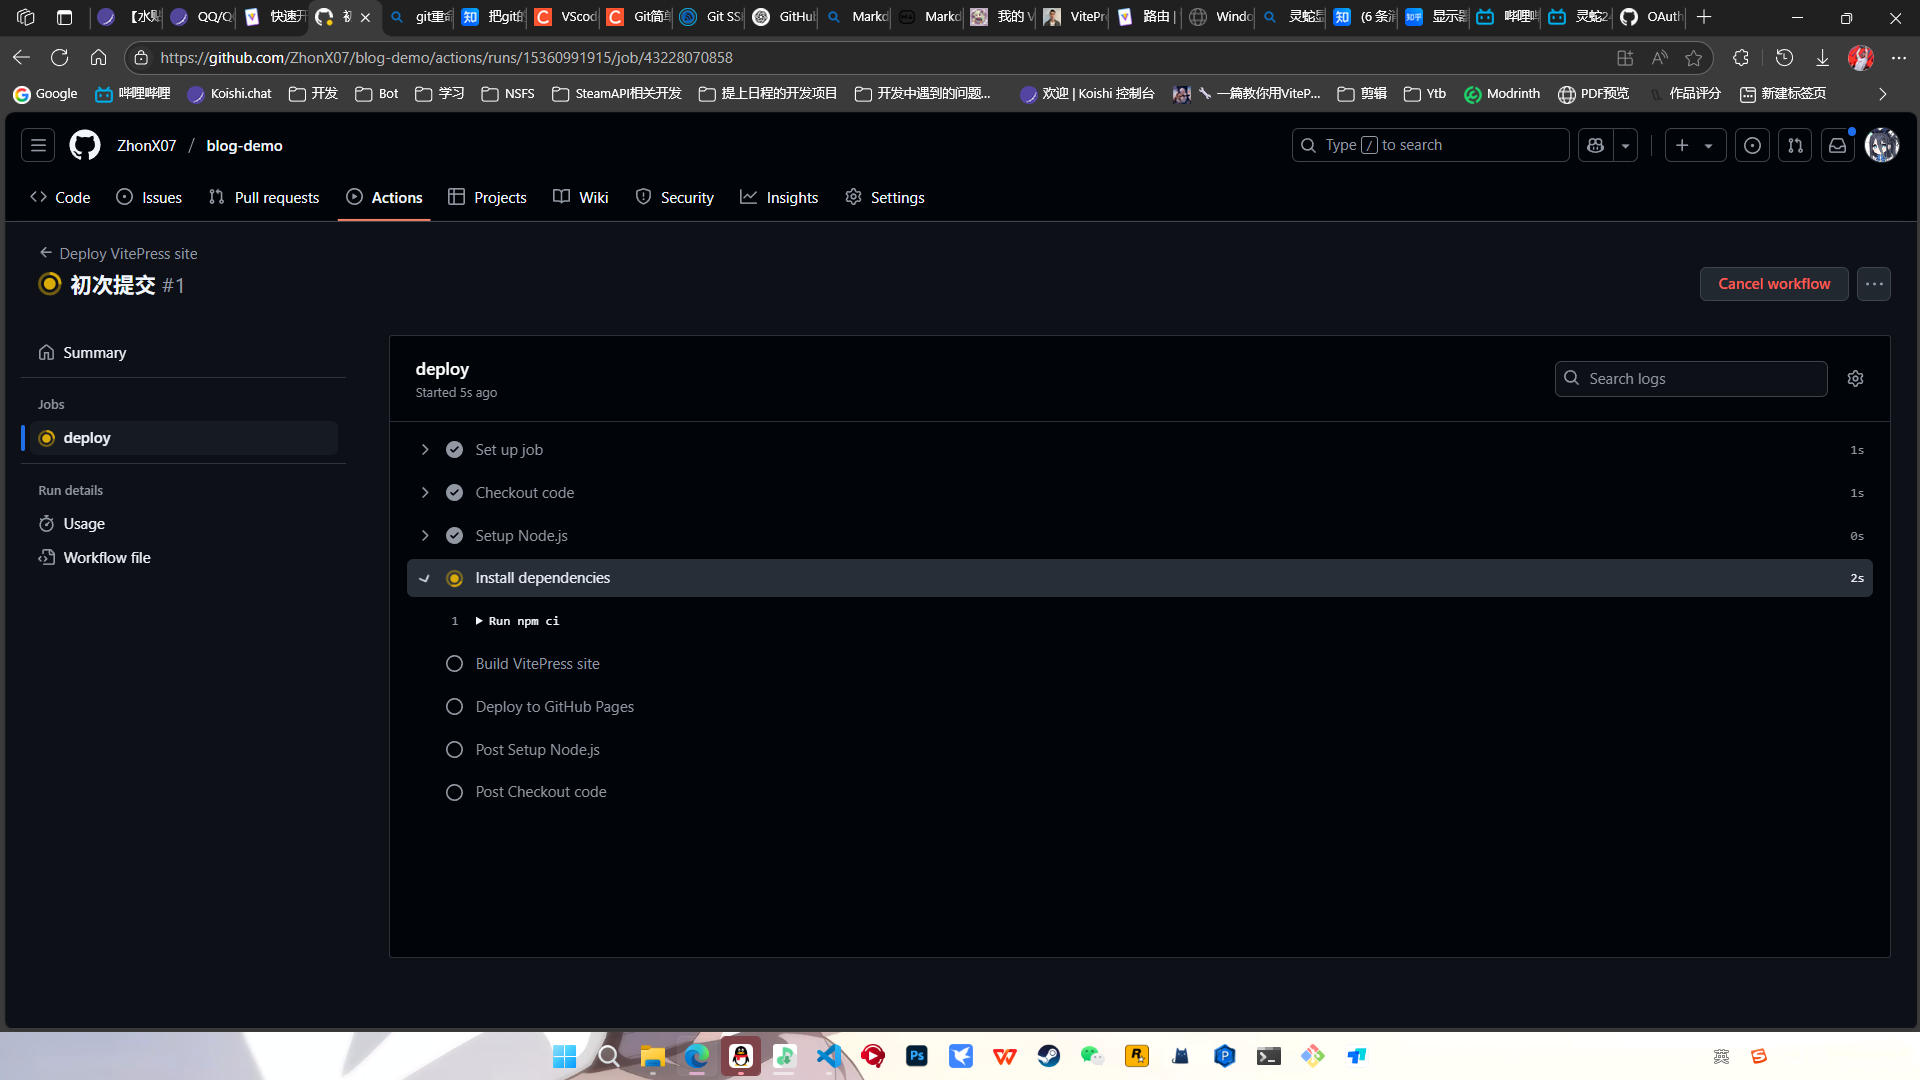 【水贴
QQ/Q
快速开
git重命
把git的
VScod
Git简单
Git SS
GitHub
Markd
Markd
我的 V
VitePr
路由 |
Windo
灵蛇显
(6 条消
显示器
哔哩哔
灵蛇2
OAuth
https://github.com/ZhonX07/blog-demo/actions/runs/15360991915/job/43228070858
Google
哔哩哔哩
Koishi.chat
开发
Bot
学习
NSFS
SteamAPI相关开发
提上日程的开发项目
开发中遇到的问题...
欢迎 | Koishi 控制台
一篇教你用ViteP...
剪辑
Ytb
Modrinth
PDF预览
作品评分
新建标签页
ZhonX07 / blog-demo
Type / to search
Code
Issues
Pull requests
Actions
Projects
Wiki
Security
Insights
Settings
Deploy VitePress site
初次提交 #1
Cancel workflow
Summary
Jobs
deploy
Run details
Usage
Workflow file
deploy
Started 5s ago
Search logs
Set up job 1s
Checkout code 1s
Setup Node.js 0s
Install dependencies 2s
1 Run npm ci
Build VitePress site
Deploy to GitHub Pages
Post Setup Node.js
Post Checkout code
英